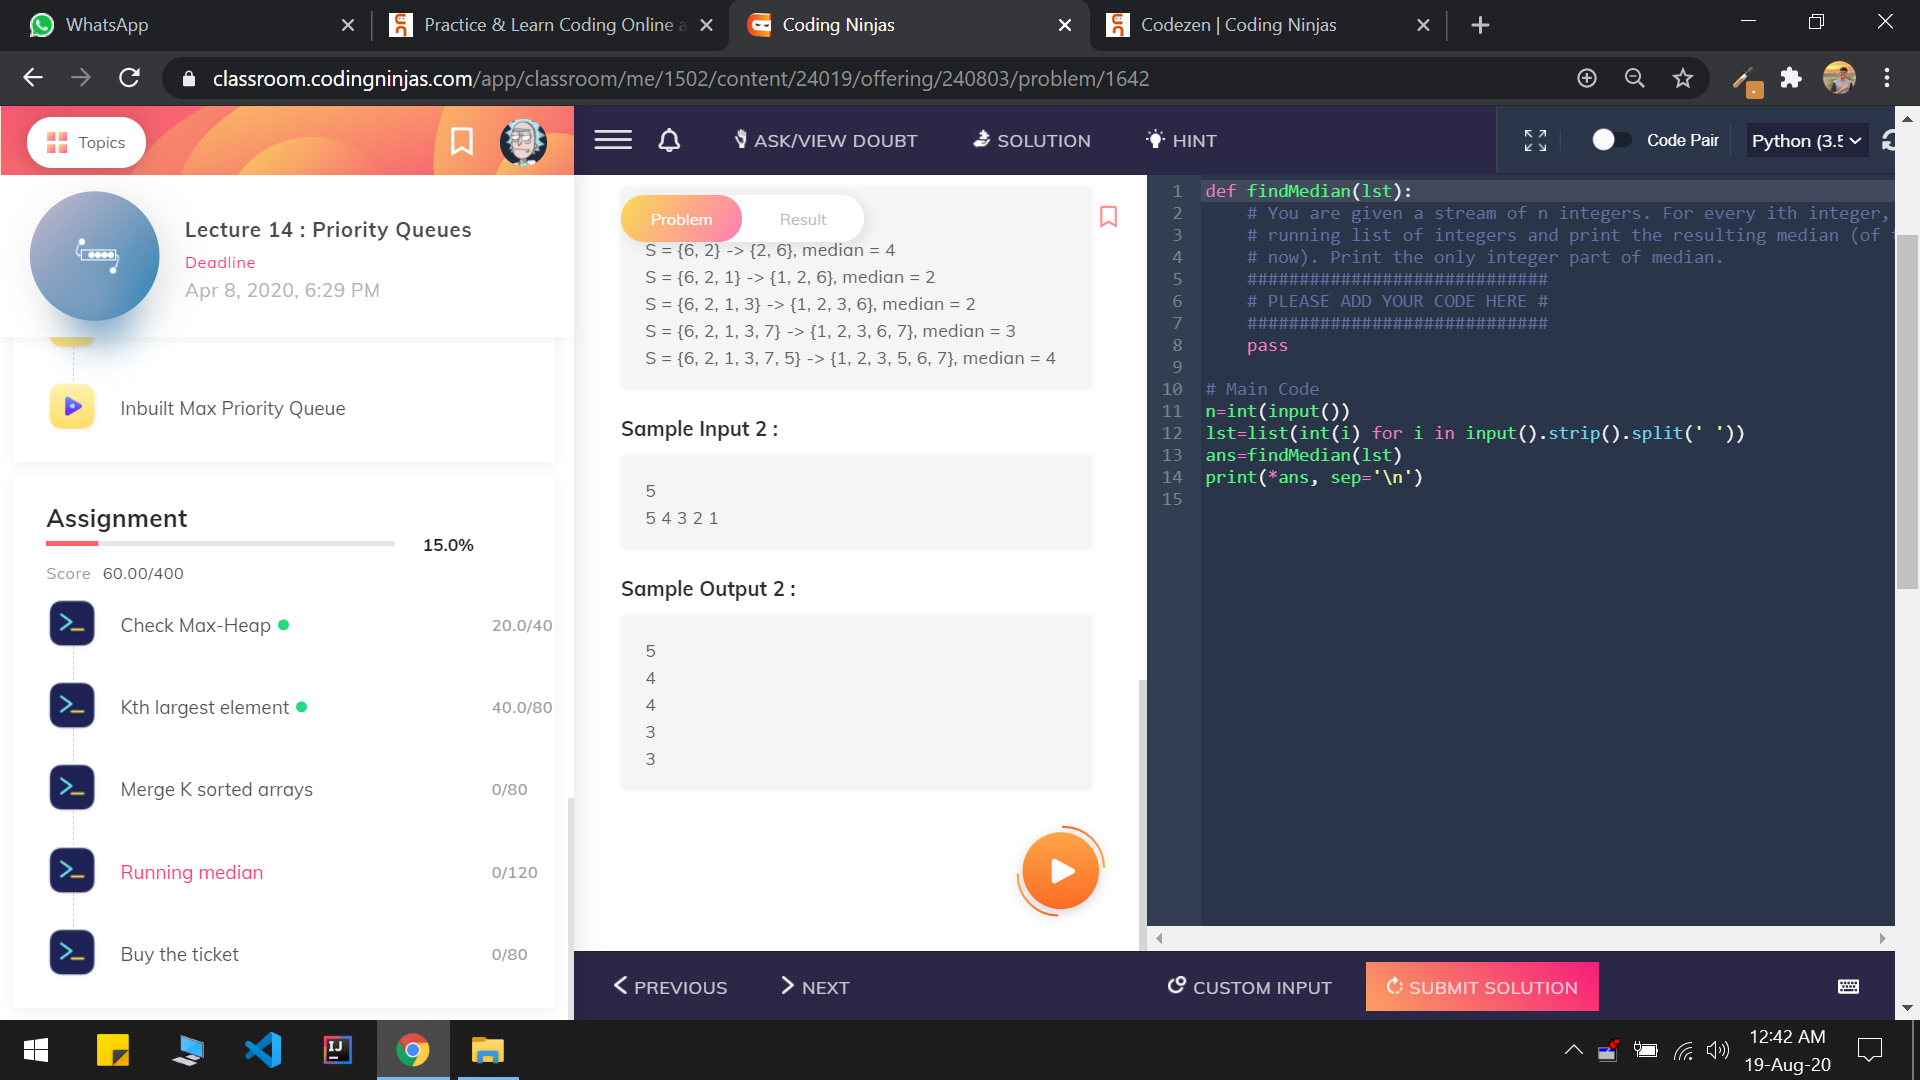 WhatsApp
Practice & Learn Coding Online a
Coding Ninjas
Codezen | Coding Ninjas
classroom.codingninjas.com/app/classroom/me/1502/content/24019/offering/240803/problem/1642
Topics
ASK/VIEW DOUBT
SOLUTION
HINT
Code Pair
Python (3.5
Lecture 14 : Priority Queues
Deadline
Apr 8, 2020, 6:29 PM
Inbuilt Max Priority Queue
Assignment
15.0%
Score 60.00/400
Check Max-Heap 20.0/40
Kth largest element 40.0/80
Merge K sorted arrays 0/80
Running median 0/120
Buy the ticket 0/80
Problem
Result
S = {6, 2} -> {2, 6}, median = 4
S = {6, 2, 1} -> {1, 2, 6}, median = 2
S = {6, 2, 1, 3} -> {1, 2, 3, 6}, median = 2
S = {6, 2, 1, 3, 7} -> {1, 2, 3, 6, 7}, median = 3
S = {6, 2, 1, 3, 7, 5} -> {1, 2, 3, 5, 6, 7}, median = 4
Sample Input 2 :
5
5 4 3 2 1
Sample Output 2 :
5
4
4
3
3
1 def findMedian(lst):
2 # You are given a stream of n integers. For every ith integer,
3 # running list of integers and print the resulting median (of
4 # now). Print the only integer part of median.
5 #############################
6 # PLEASE ADD YOUR CODE HERE #
7 #############################
8 pass
9
10 # Main Code
11 n=int(input())
12 lst=list(int(i) for i in input().strip().split(' '))
13 ans=findMedian(lst)
14 print(*ans, sep='\n')
15
PREVIOUS
NEXT
CUSTOM INPUT
SUBMIT SOLUTION
12:42 AM
19-Aug-20